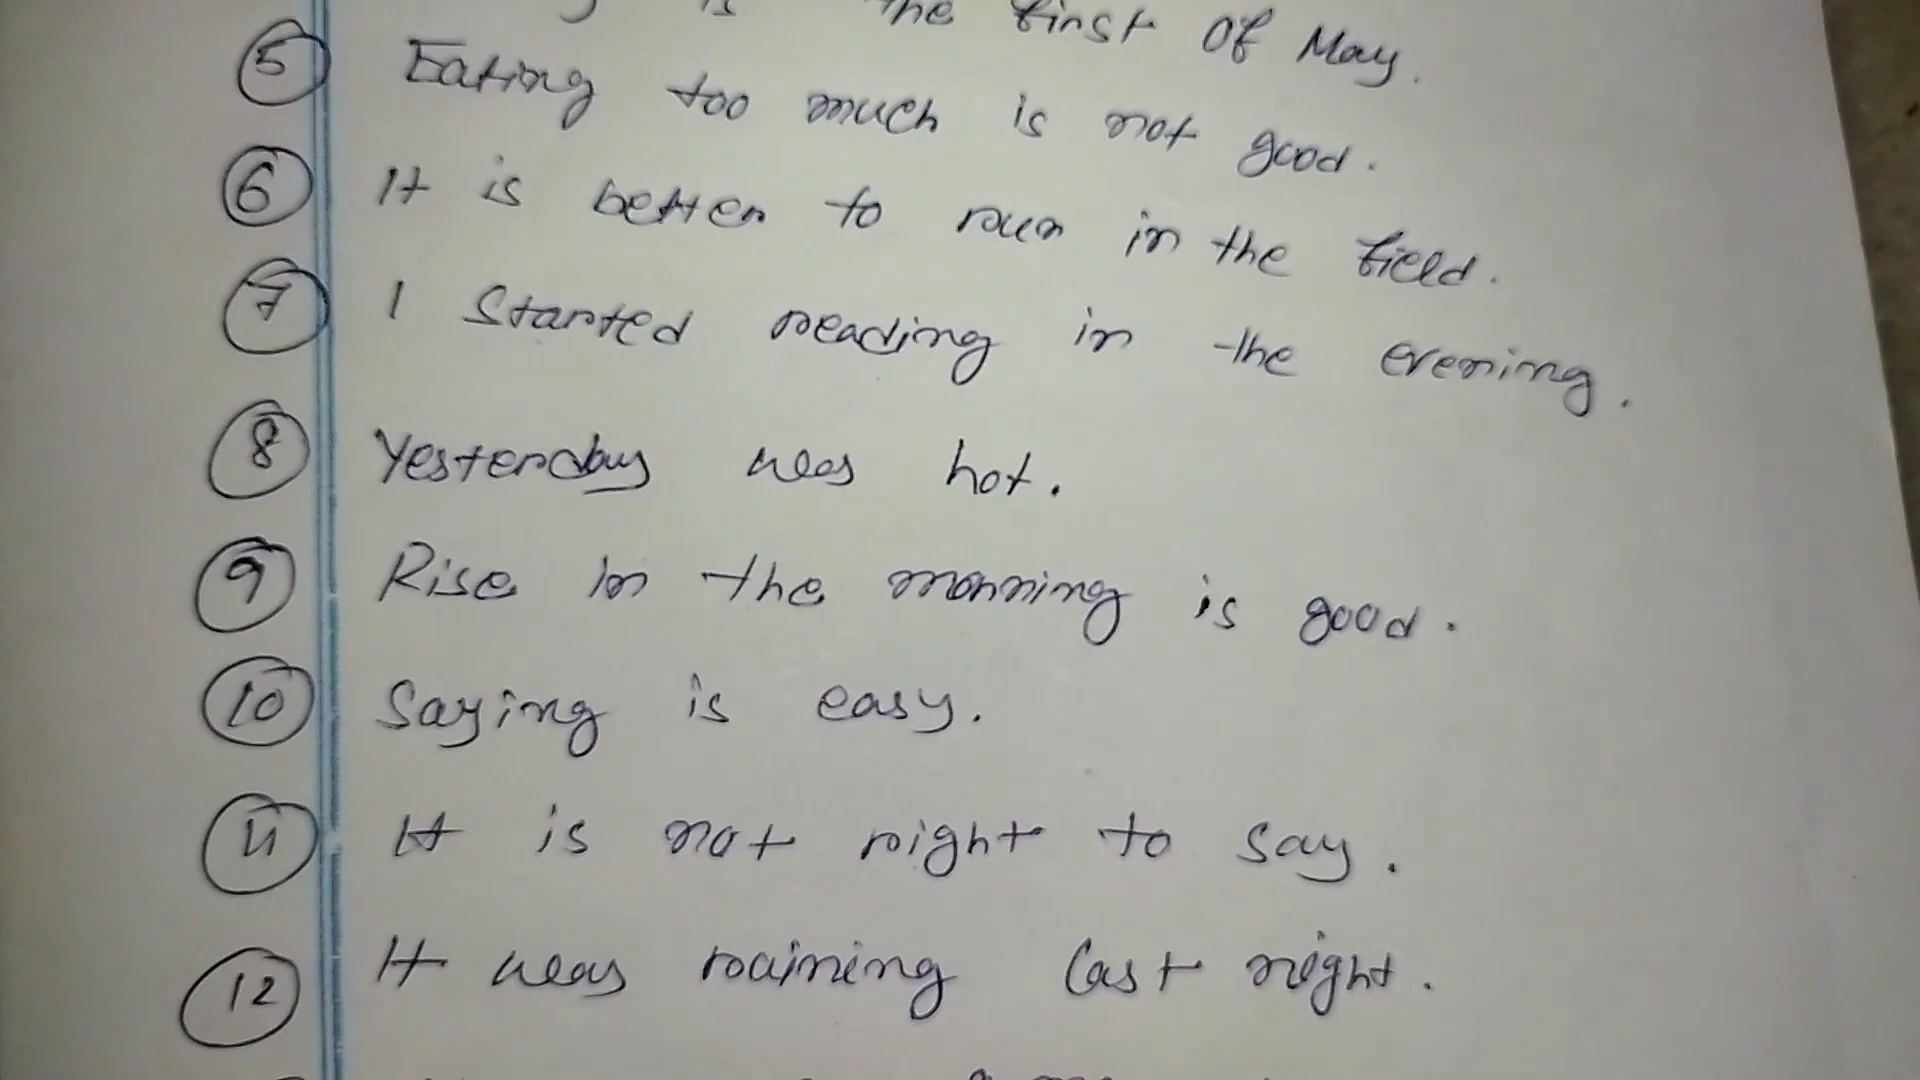 is the first of May.
5 Eating too much is not good.
6 It is better to run in the field.
7 I started reading in the evening.
8 Yesterday was hot.
9 Rise in the morning is good.
10 Saying is easy.
11 It is not right to say.
12 It was raining last night.